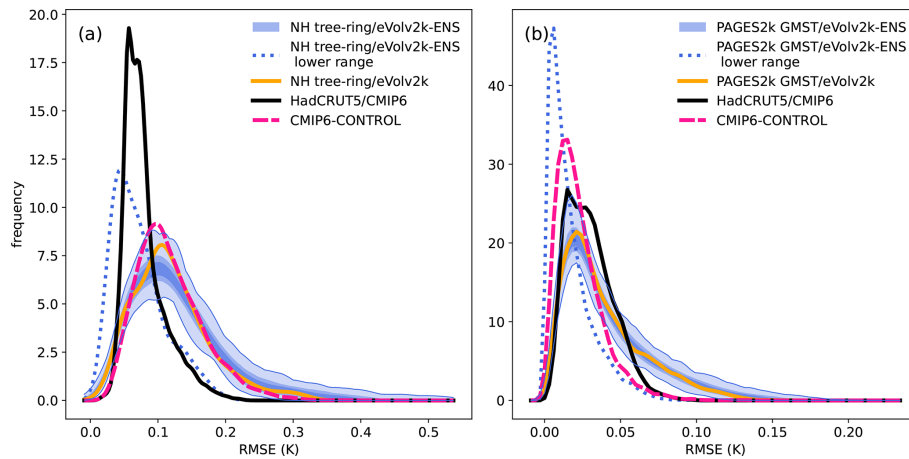 (a)
NH tree-ring/eVolv2k-ENS
NH tree-ring/eVolv2k-ENS
lower range
NH tree-ring/eVolv2k
HadCRUT5/CMIP6
CMIP6-CONTROL
frequency
20.0
17.5
15.0
12.5
10.0
7.5
5.0
2.5
0.0
0.0
0.1
0.2
0.3
0.4
0.5
RMSE (K)
(b)
PAGES2k GMST/eVolv2k-ENS
PAGES2k GMST/eVolv2k-ENS
lower range
PAGES2k GMST/eVolv2k
HadCRUT5/CMIP6
CMIP6-CONTROL
40
30
20
10
0
0.00
0.05
0.10
0.15
0.20
RMSE (K)